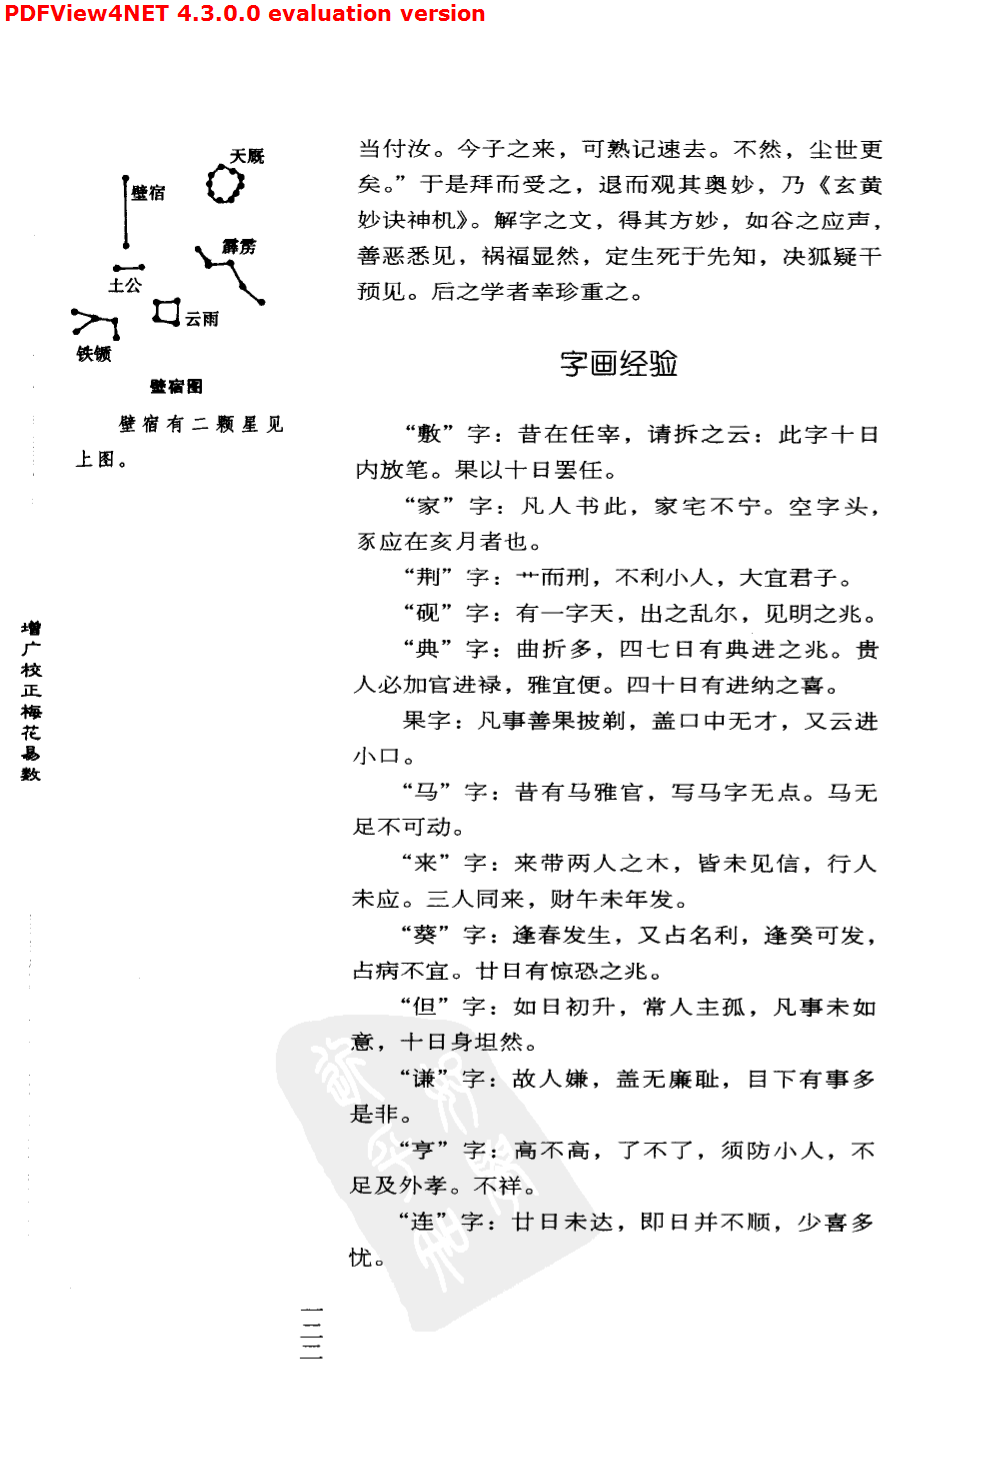 PDFView4NET 4.3.0.0 evaluation version
天厩
壁宿
霹雳
土公
云雨
铁锧
壁宿图
壁宿有二颗星见
上图。
增广校正梅花易数
当付汝。今子之来，可熟记速去。不然，尘世更
矣。”于是拜而受之，退而观其奥妙，乃《玄黄
妙诀神机》。解字之文，得其方妙，如谷之应声，
善恶悉见，祸福显然，定生死于先知，决狐疑干
预见。后之学者幸珍重之。
字画经验
“敷”字：昔在任宰，请拆之云：此字十日
内放笔。果以十日罢任。
“家”字：凡人书此，家宅不宁。空字头，
豕应在亥月者也。
“荆”字：艹而刑，不利小人，大宜君子。
“砚”字：有一字天，出之乱尔，见明之兆。
“典”字：曲折多，四七日有典进之兆。贵
人必加官进禄，雅宜便。四十日有进纳之喜。
果字：凡事善果披剃，盖口中无才，又云进
小口。
“马”字：昔有马雅官，写马字无点。马无
足不可动。
“来”字：来带两人之木，皆未见信，行人
未应。三人同来，财午未年发。
“葵”字：逢春发生，又占名利，逢癸可发，
占病不宜。廿日有惊恐之兆。
“但”字：如日初升，常人主孤，凡事未如
意，十日身坦然。
“谦”字：故人嫌，盖无廉耻，目下有事多
是非。
“亨”字：高不高，了不了，须防小人，不
足及外孝。不祥。
“连”字：廿日未达，即日并不顺，少喜多
忧。
一二三